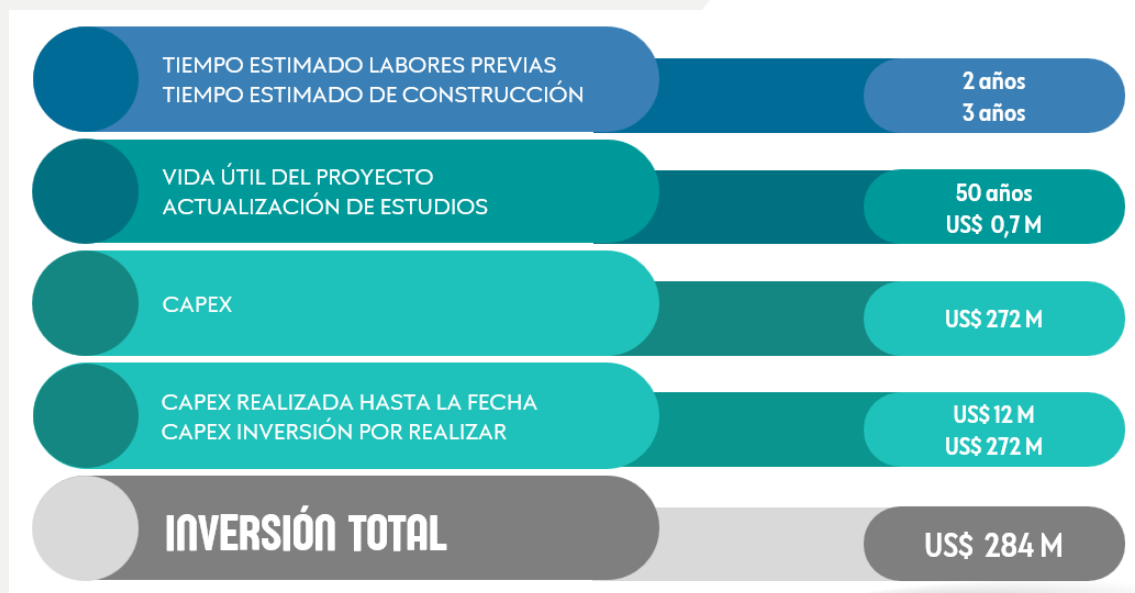 TIEMPO ESTIMADO LABORES PREVIAS
TIEMPO ESTIMADO DE CONSTRUCCIÓN
2 años
3 años
VIDA ÚTIL DEL PROYECTO
ACTUALIZACIÓN DE ESTUDIOS
50 años
US$ 0,7 M
CAPEX
US$ 272 M
CAPEX REALIZADA HASTA LA FECHA
CAPEX INVERSIÓN POR REALIZAR
US$ 12 M
US$ 272 M
INVERSIÓN TOTAL
US$ 284 M